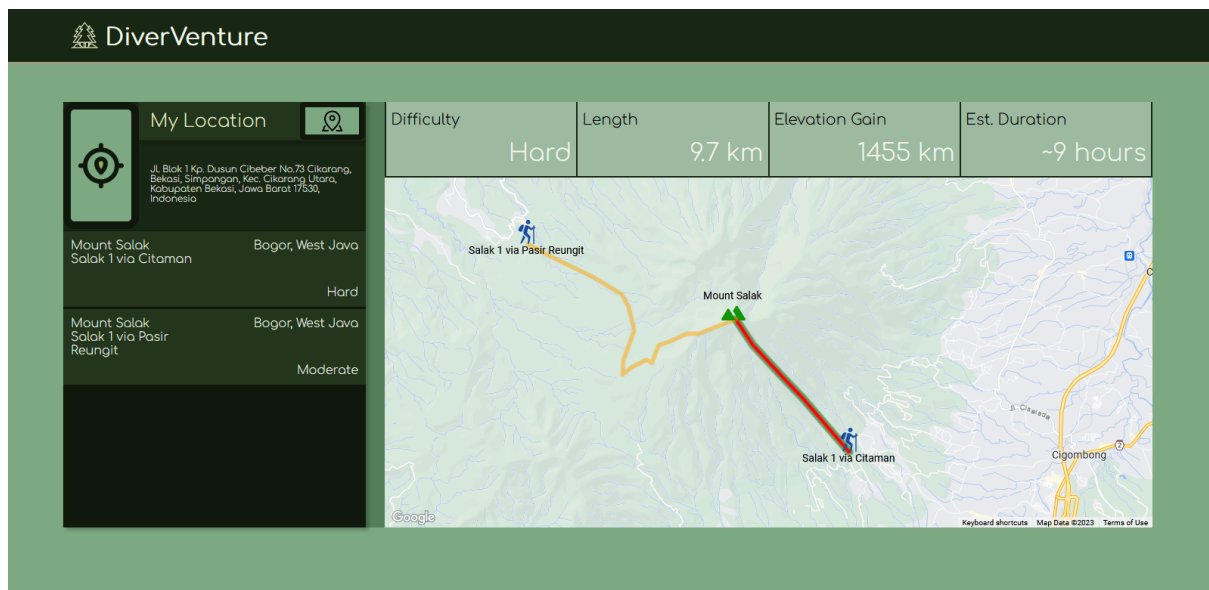 DiverVenture
My Location
Jl. Blok 1 Kp. Dusun Cibeber No.73 Cikarang,
Bekasi, Simpangan, Kec. Cikarang Utara,
Kabupaten Bekasi, Jawa Barat 17530,
Indonesia
Mount Salak
Salak 1 via Citaman
Bogor, West Java
Hard
Mount Salak
Salak 1 via Pasir
Reungit
Bogor, West Java
Moderate
Difficulty
Hard
Length
9.7 km
Elevation Gain
1455 km
Est. Duration
~9 hours
Salak 1 via Pasir Reungit
Mount Salak
Salak 1 via Citaman
Jl. Cisalada
2
Cigombong
C
Google
Keyboard shortcuts
Map Data ©2023
Terms of Use